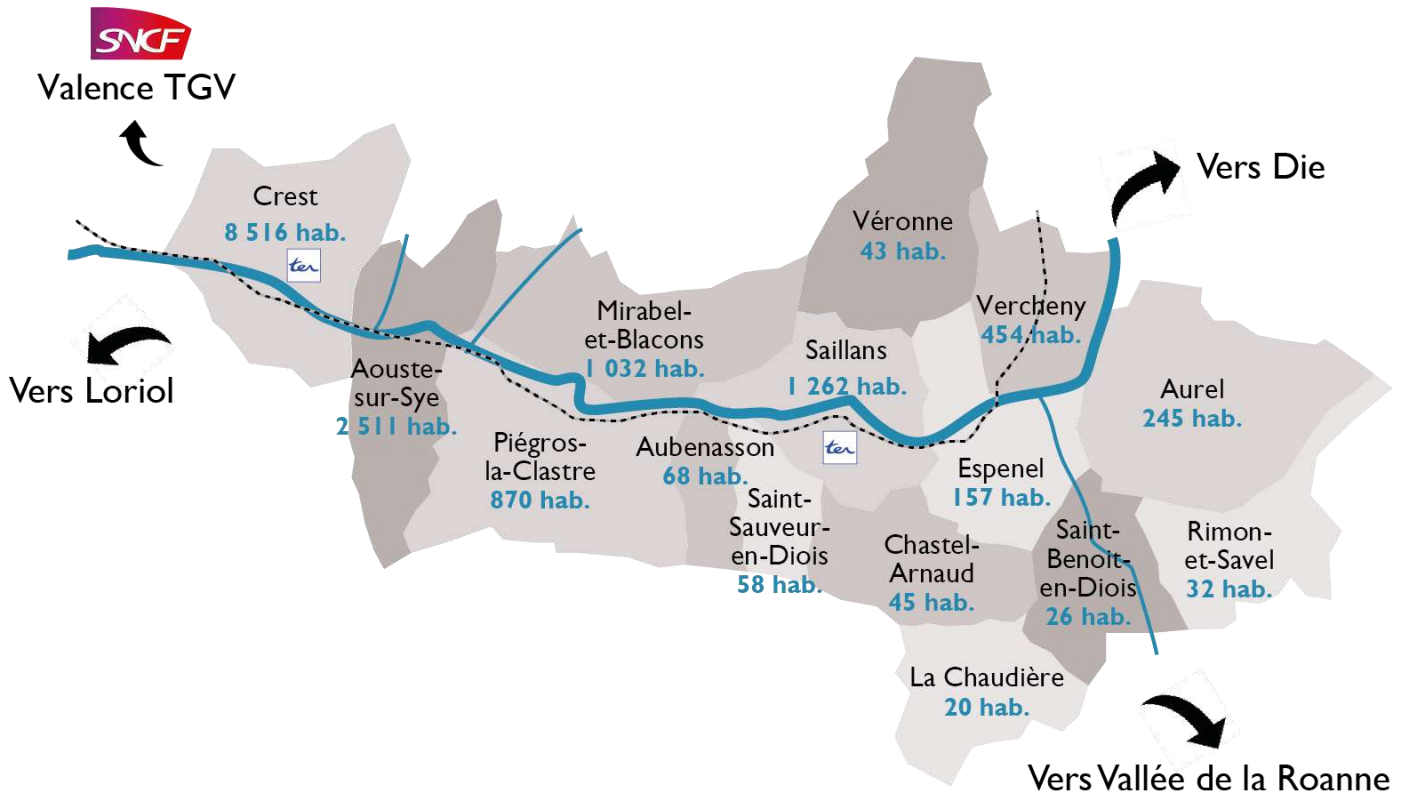 SNCF
Valence TGV
Vers Die
Crest
8 516 hab.
ter
Véronne
43 hab.
Mirabel-
et-Blacons
1 032 hab.
Vercheny
454 hab.
Saillans
1 262 hab.
Vers Loriol
Aouste-
sur-Sye
2 511 hab.
Aurel
245 hab.
Piégros-
la-Clastre
870 hab.
Aubenasson
68 hab.
ter
Espenel
157 hab.
Saint-
Sauveur-
en-Diois
58 hab.
Chastel-
Arnaud
45 hab.
Saint-
Benoit-
en-Diois
26 hab.
Rimon-
et-Savel
32 hab.
La Chaudière
20 hab.
Vers Vallée de la Roanne